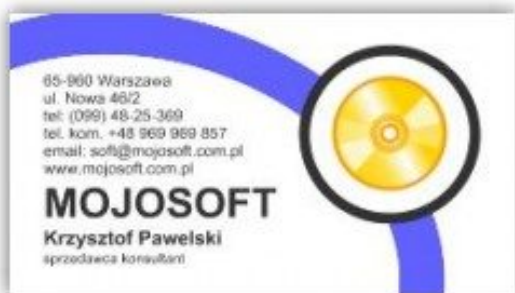 65-960 Warszawa
ul. Nowa 46/2
tel: (099) 48-25-369
tel. kom. +48 969 969 857
email: soft@mojosoft.com.pl
www.mojosoft.com.pl
MOJOSOFT
Krzysztof Pawelski
sprzedawca konsultant